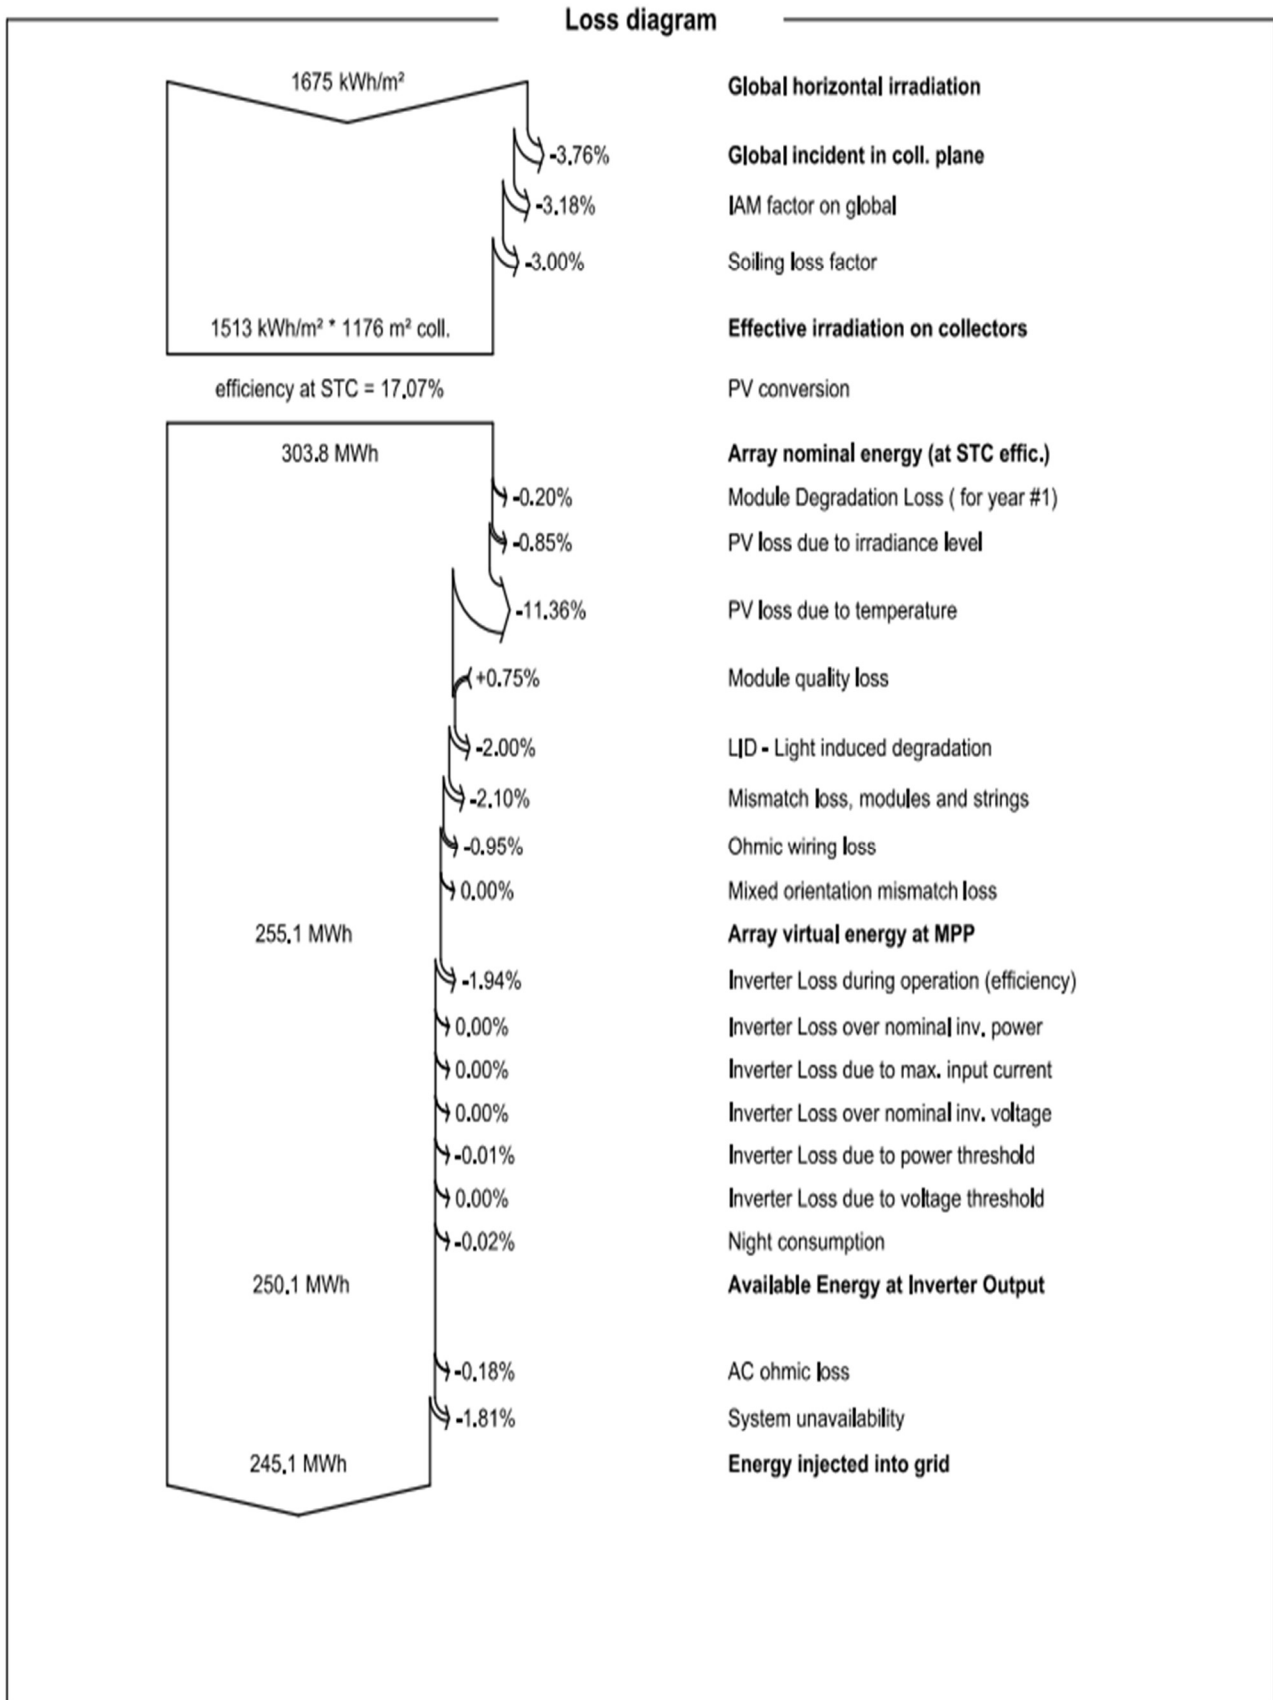 Loss diagram
1675 kWh/m² Global horizontal irradiation
-3.76% Global incident in coll. plane
-3.18% IAM factor on global
-3.00% Soiling loss factor
1513 kWh/m² * 1176 m² coll. Effective irradiation on collectors
efficiency at STC = 17.07% PV conversion
303.8 MWh Array nominal energy (at STC effic.)
-0.20% Module Degradation Loss ( for year #1)
-0.85% PV loss due to irradiance level
-11.36% PV loss due to temperature
+0.75% Module quality loss
-2.00% LID - Light induced degradation
-2.10% Mismatch loss, modules and strings
-0.95% Ohmic wiring loss
0.00% Mixed orientation mismatch loss
255.1 MWh Array virtual energy at MPP
-1.94% Inverter Loss during operation (efficiency)
0.00% Inverter Loss over nominal inv. power
0.00% Inverter Loss due to max. input current
0.00% Inverter Loss over nominal inv. voltage
-0.01% Inverter Loss due to power threshold
0.00% Inverter Loss due to voltage threshold
-0.02% Night consumption
250.1 MWh Available Energy at Inverter Output
-0.18% AC ohmic loss
-1.81% System unavailability
245.1 MWh Energy injected into grid